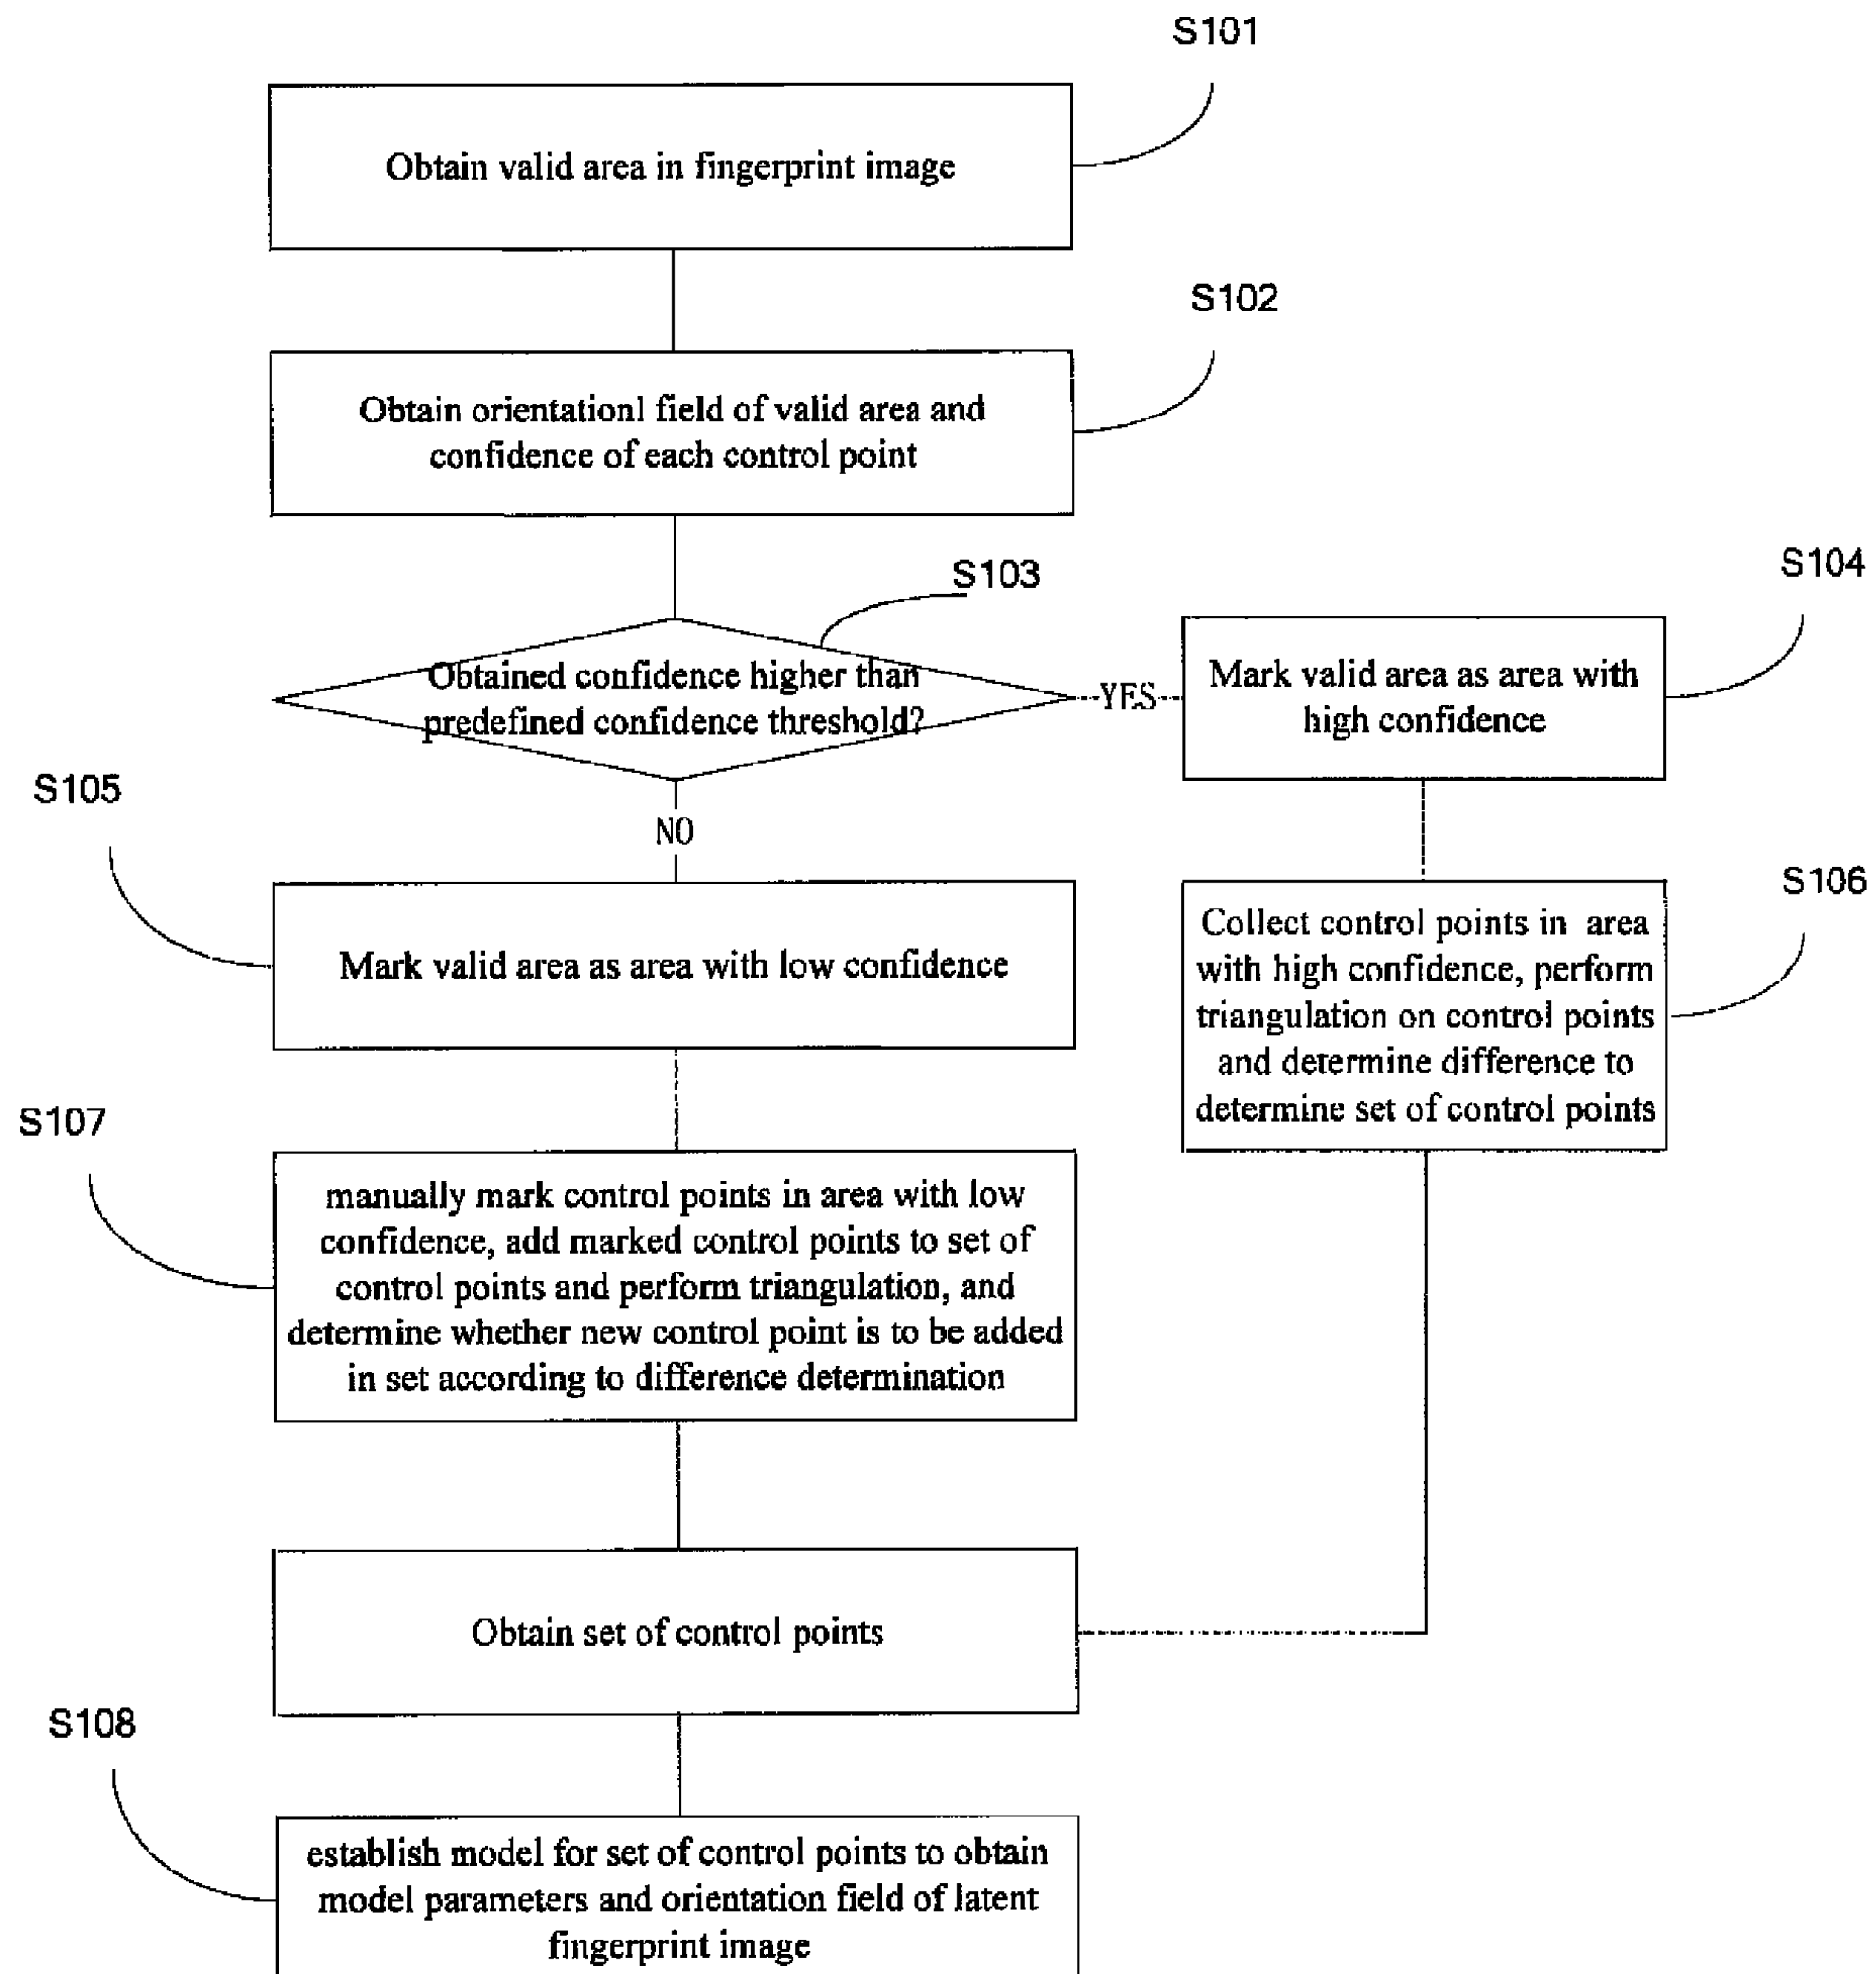 S101
Obtain valid area in fingerprint image
S102
Obtain orientationl field of valid area and
confidence of each control point
S103
Obtained confidence higher than
predefined confidence threshold?
YES
S104
Mark valid area as area with
high confidence
NO
S105
Mark valid area as area with low confidence
S106
Collect control points in area
with high confidence, perform
triangulation on control points
and determine difference to
determine set of control points
S107
manually mark control points in area with low
confidence, add marked control points to set of
control points and perform triangulation, and
determine whether new control point is to be added
in set according to difference determination
Obtain set of control points
S108
establish model for set of control points to obtain
model parameters and orientation field of latent
fingerprint image